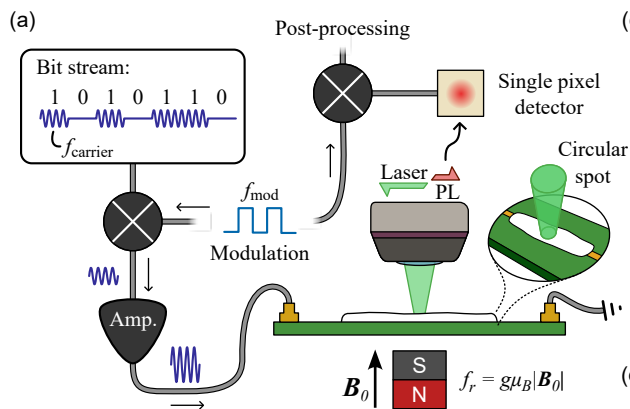 (a)
Post-processing
Bit stream:
1 0 1 0 1 1 0
f_carrier
Single pixel
detector
Laser
PL
Circular
spot
f_mod
Modulation
Amp.
B_0
S
N
f_r = gμ_B|B_0|